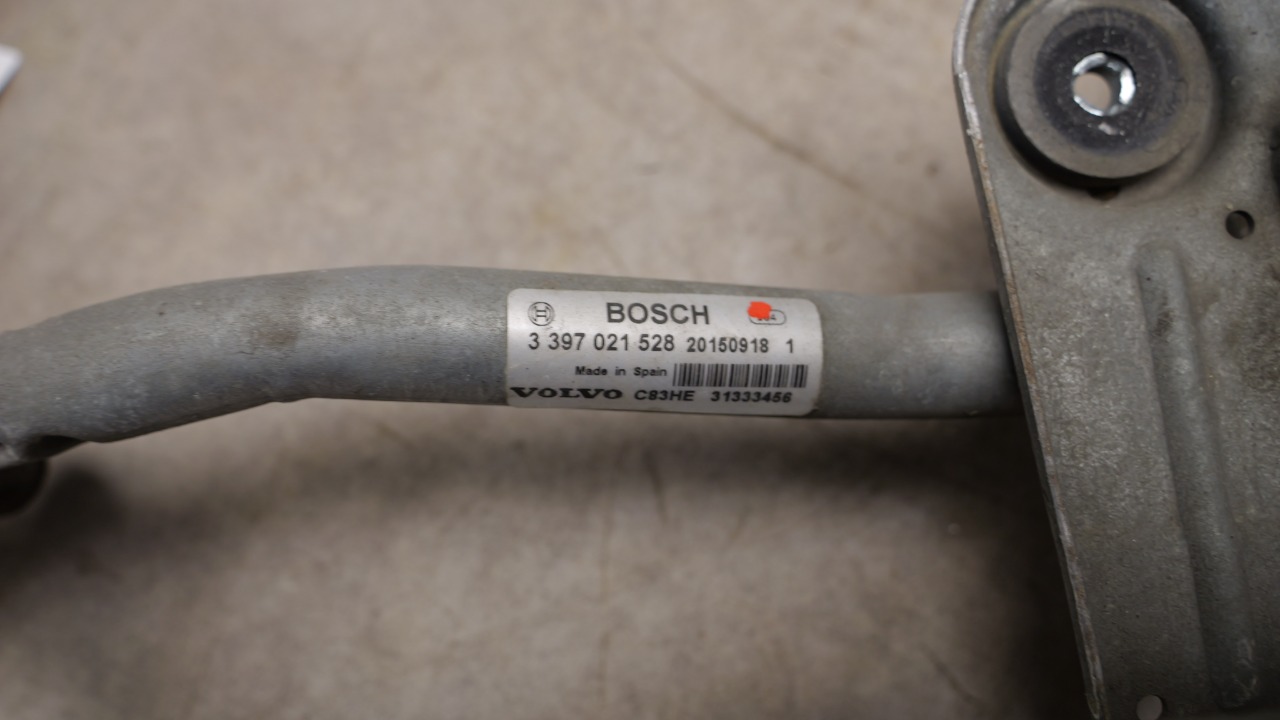 BOSCH
3 397 021 528 20150918 1
Made in Spain
VOLVO C83HE 31333456